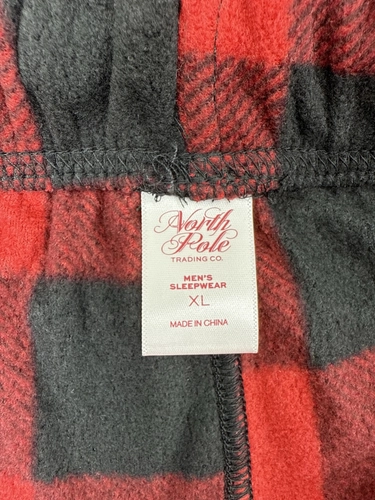 North
Pole
TRADING CO.
MEN'S
SLEEPWEAR
XL
MADE IN CHINA